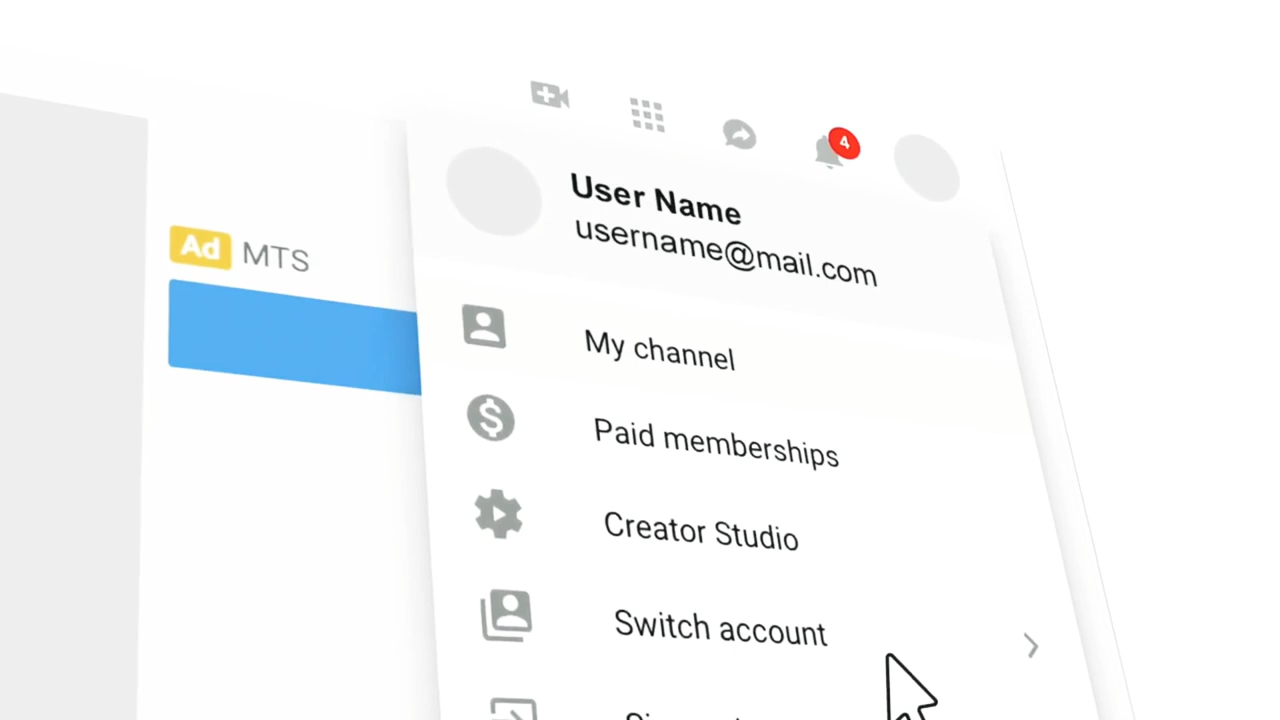 4
User Name
username@mail.com
Ad MTS
My channel
Paid memberships
Creator Studio
Switch account